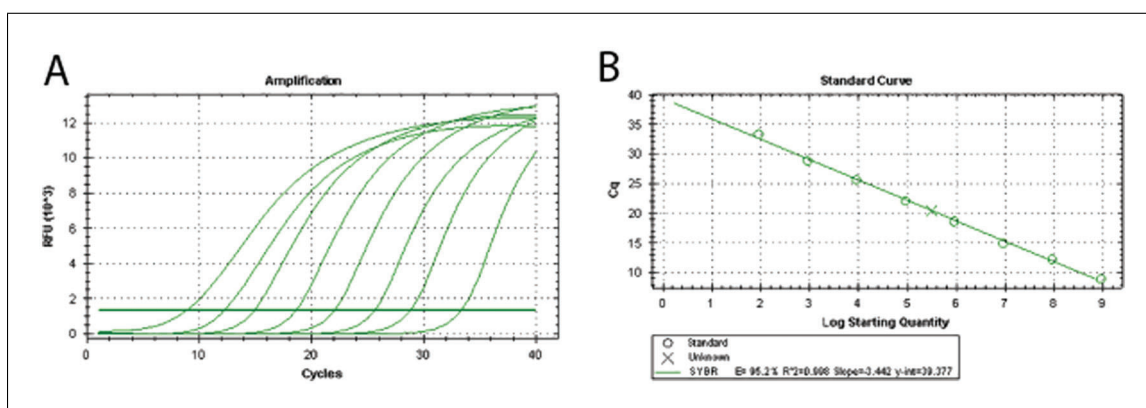 A
Amplification
12
10
8
6
4
2
0
RFU (10^3)
0 10 20 30 40
Cycles
B
Standard Curve
40
35
30
25
20
15
10
Cq
0 1 2 3 4 5 6 7 8 9
Log Starting Quantity
Standard
Unknown
SYBR E= 95.2% R^2=0.998 Slope=-3.442 y-int=39.377